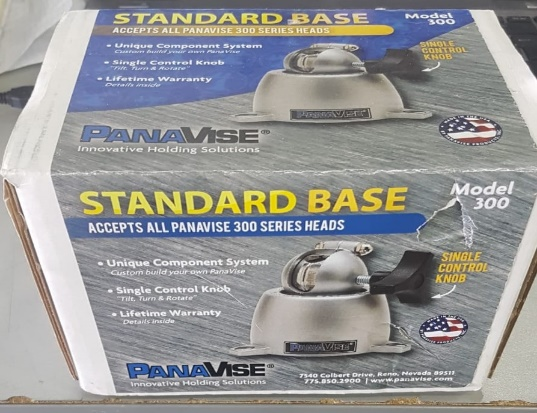 STANDARD BASE
Model
300
ACCEPTS ALL PANAVISE 300 SERIES HEADS
• Unique Component System
Custom build your own PanaVise
• Single Control Knob
"Tilt, Turn & Rotate"
• Lifetime Warranty
Details inside
SINGLE
CONTROL
KNOB
PANAVISE
PANAVISE®
Innovative Holding Solutions
STANDARD BASE
Model
300
ACCEPTS ALL PANAVISE 300 SERIES HEADS
• Unique Component System
Custom build your own PanaVise
• Single Control Knob
"Tilt, Turn & Rotate"
• Lifetime Warranty
Details inside
SINGLE
CONTROL
KNOB
PANAVISE
PANAVISE®
Innovative Holding Solutions
7540 Colbert Drive, Reno, Nevada 89511
775.850.2900 | www.panavise.com